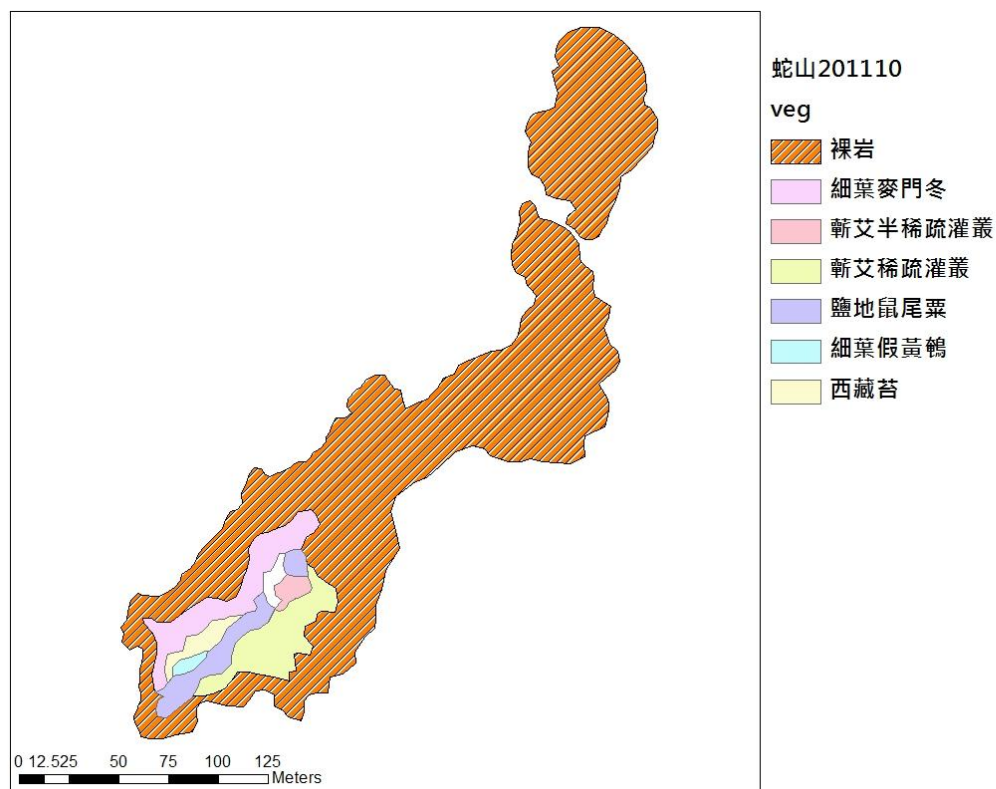 蛇山201110
veg
裸岩
細葉麥門冬
蘄艾半稀疏灌叢
蘄艾稀疏灌叢
鹽地鼠尾粟
細葉假黃鵪
西藏苔
0 12.525 50 75 100 125
Meters